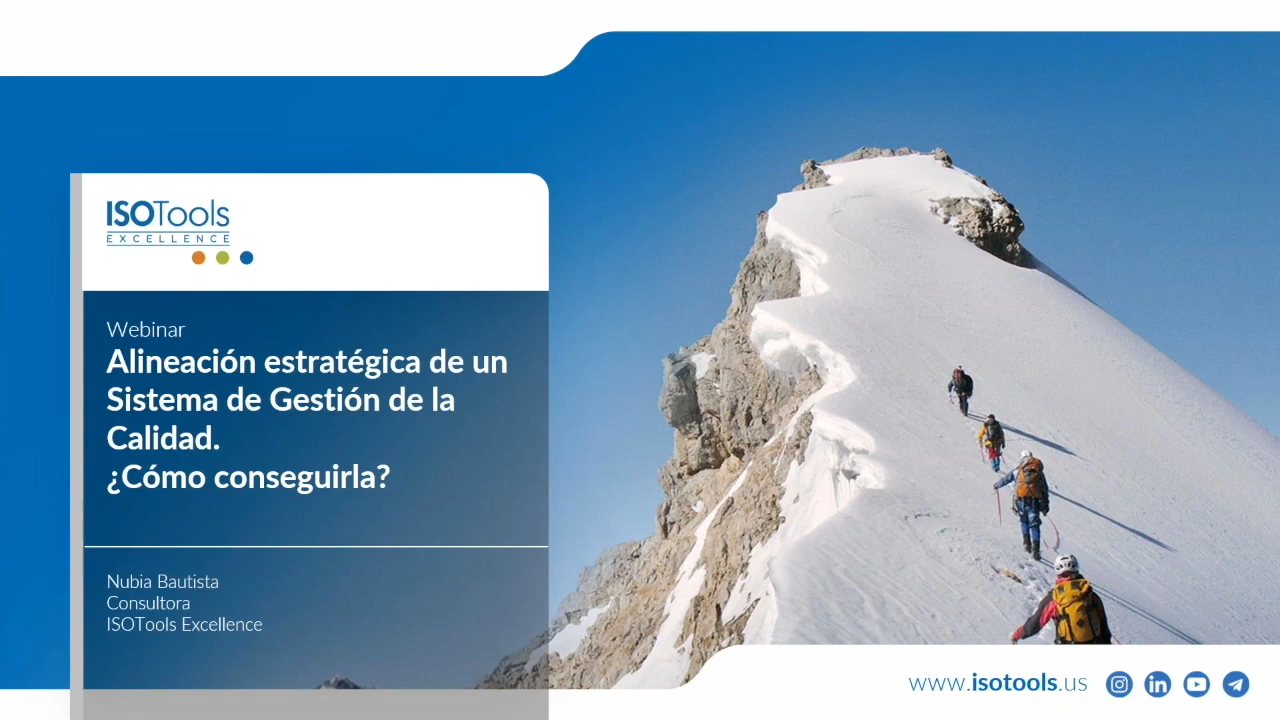 ISOTools
EXCELLENCE
Webinar
Alineación estratégica de un
Sistema de Gestión de la
Calidad.
¿Cómo conseguirla?
Nubia Bautista
Consultora
ISOTools Excellence
www.isotools.us